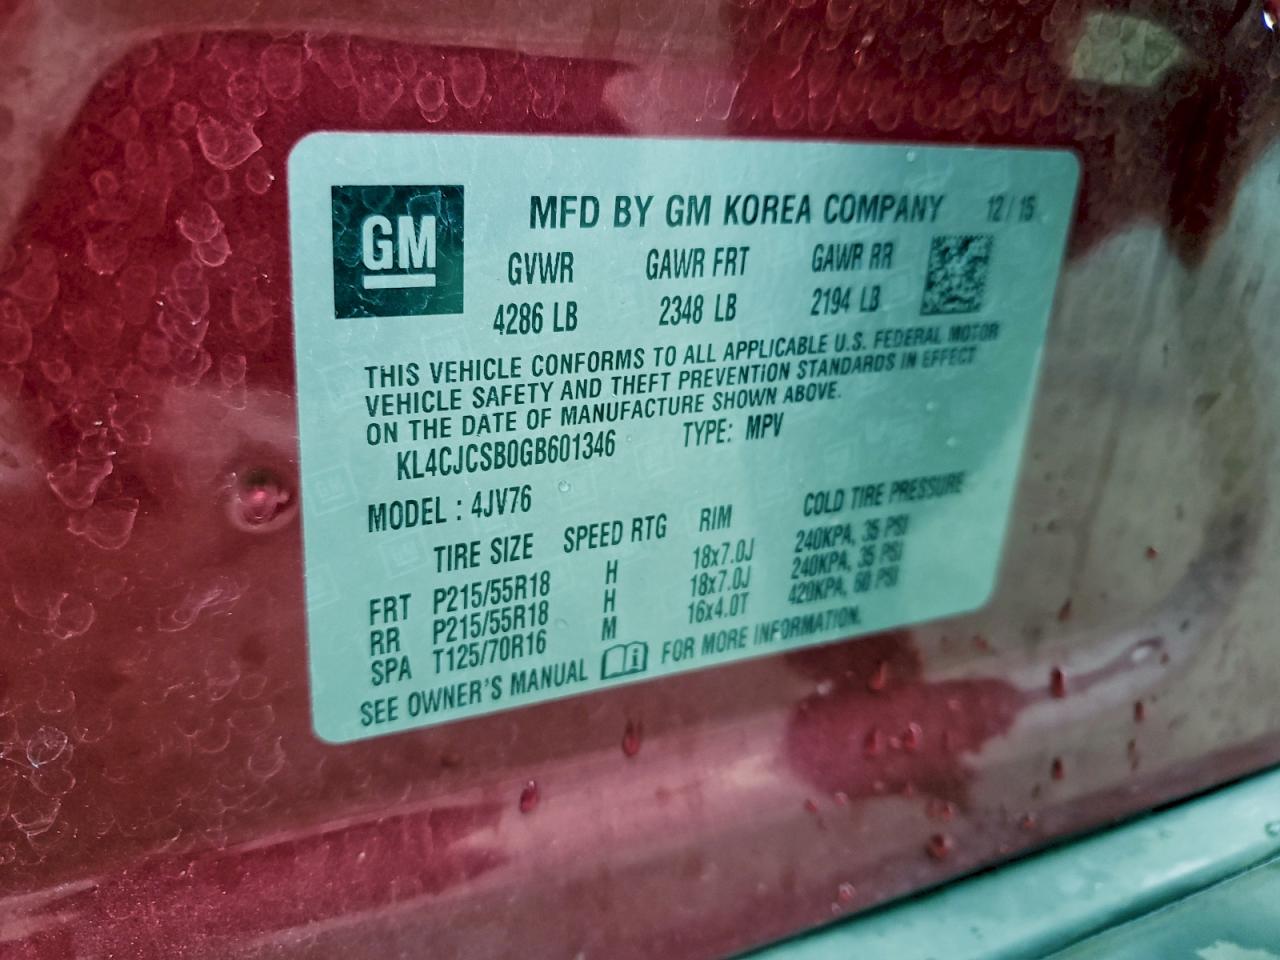 GM
MFD BY GM KOREA COMPANY 12/15
GVWR GAWR FRT GAWR RR
4286 LB 2348 LB 2194 LB
THIS VEHICLE CONFORMS TO ALL APPLICABLE U.S. FEDERAL MOTOR
VEHICLE SAFETY AND THEFT PREVENTION STANDARDS IN EFFECT
ON THE DATE OF MANUFACTURE SHOWN ABOVE.
KL4CJCSB0GB601346 TYPE: MPV
MODEL : 4JV76
TIRE SIZE SPEED RTG RIM COLD TIRE PRESSURE
FRT P215/55R18 H 18x7.0J 240KPA, 35 PSI
RR P215/55R18 H 18x7.0J 240KPA, 35 PSI
SPA T125/70R16 M 16x4.0T 420KPA, 60 PSI
SEE OWNER'S MANUAL FOR MORE INFORMATION.